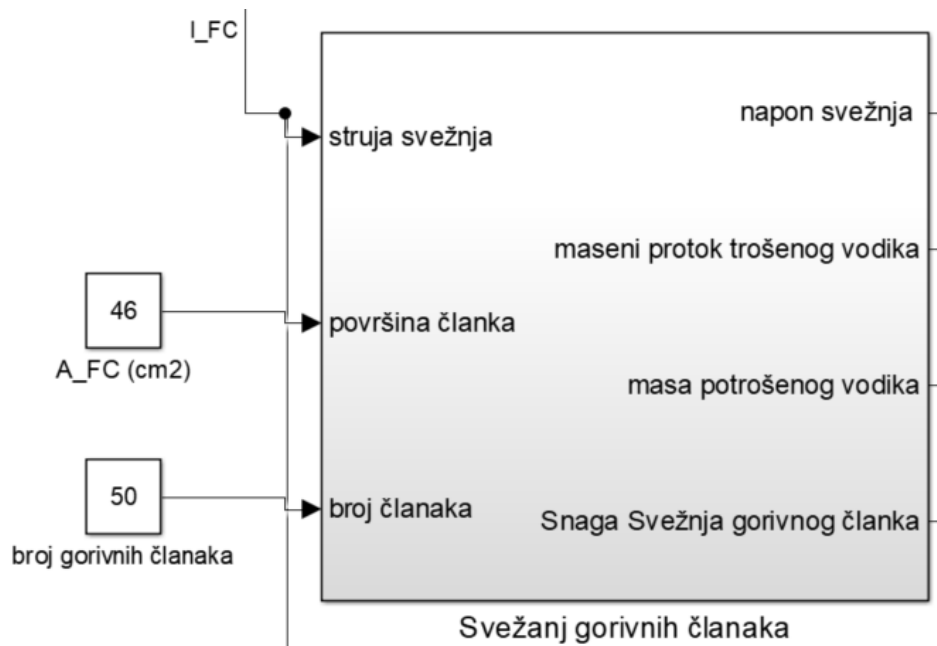 I_FC
struja svežnja
napon svežnja
maseni protok trošenog vodika
46
A_FC (cm2)
površina članka
masa potrošenog vodika
50
broj gorivnih članaka
broj članaka
Snaga Svežnja gorivnog članka
Svežanj gorivnih članaka